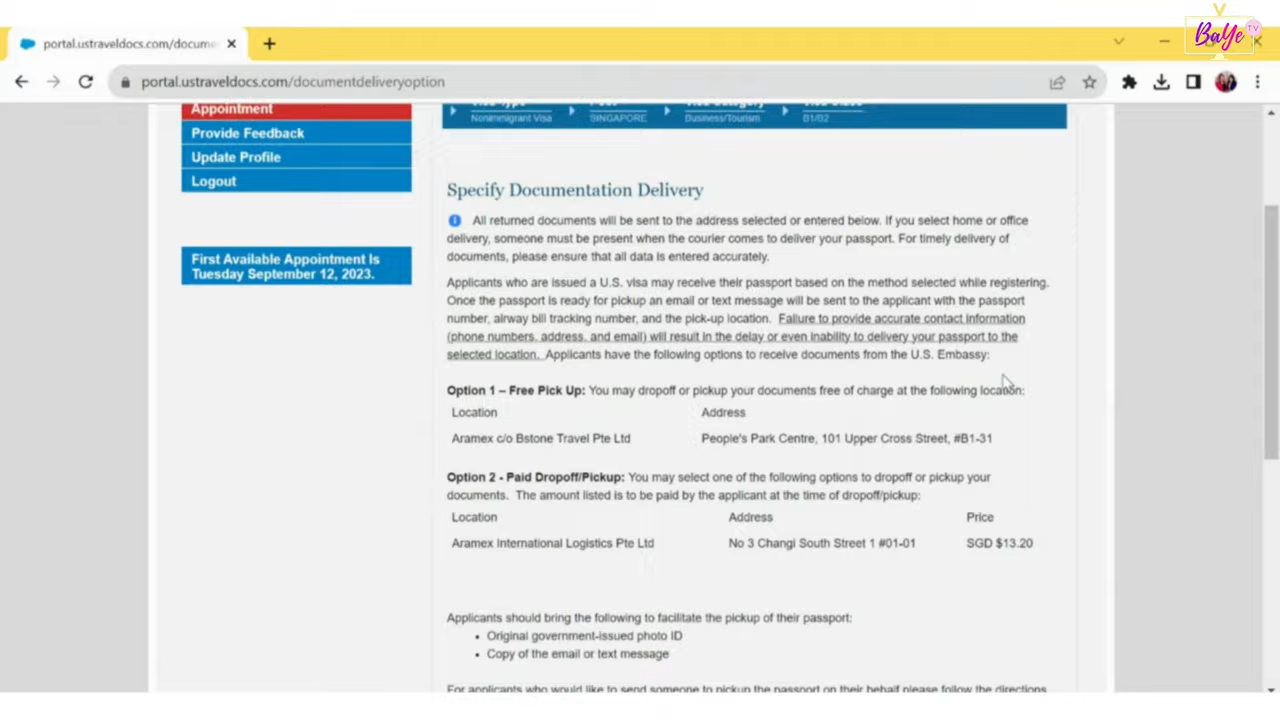 BaYe TV
portal.ustraveldocs.com/docume
portal.ustraveldocs.com/documentdeliveryoption
Appointment
Provide Feedback
Update Profile
Logout
First Available Appointment Is
Tuesday September 12, 2023.
Visa Type
Nonimmigrant Visa
SINGAPORE
Visa Category
Business/Tourism
Visa Class
B1/B2
Specify Documentation Delivery
All returned documents will be sent to the address selected or entered below. If you select home or office
delivery, someone must be present when the courier comes to deliver your passport. For timely delivery of
documents, please ensure that all data is entered accurately.
Applicants who are issued a U.S. visa may receive their passport based on the method selected while registering.
Once the passport is ready for pickup an email or text message will be sent to the applicant with the passport
number, airway bill tracking number, and the pick-up location. Failure to provide accurate contact information
(phone numbers, address, and email) will result in the delay or even inability to delivery your passport to the
selected location. Applicants have the following options to receive documents from the U.S. Embassy:
Option 1 – Free Pick Up: You may dropoff or pickup your documents free of charge at the following location:
Location Address
Aramex c/o Bstone Travel Pte Ltd People's Park Centre, 101 Upper Cross Street, #B1-31
Option 2 - Paid Dropoff/Pickup: You may select one of the following options to dropoff or pickup your
documents. The amount listed is to be paid by the applicant at the time of dropoff/pickup:
Location Address Price
Aramex International Logistics Pte Ltd No 3 Changi South Street 1 #01-01 SGD $13.20
Applicants should bring the following to facilitate the pickup of their passport:
• Original government-issued photo ID
• Copy of the email or text message
For applicants who would like to send someone to pickup the passport on their behalf please follow the directions